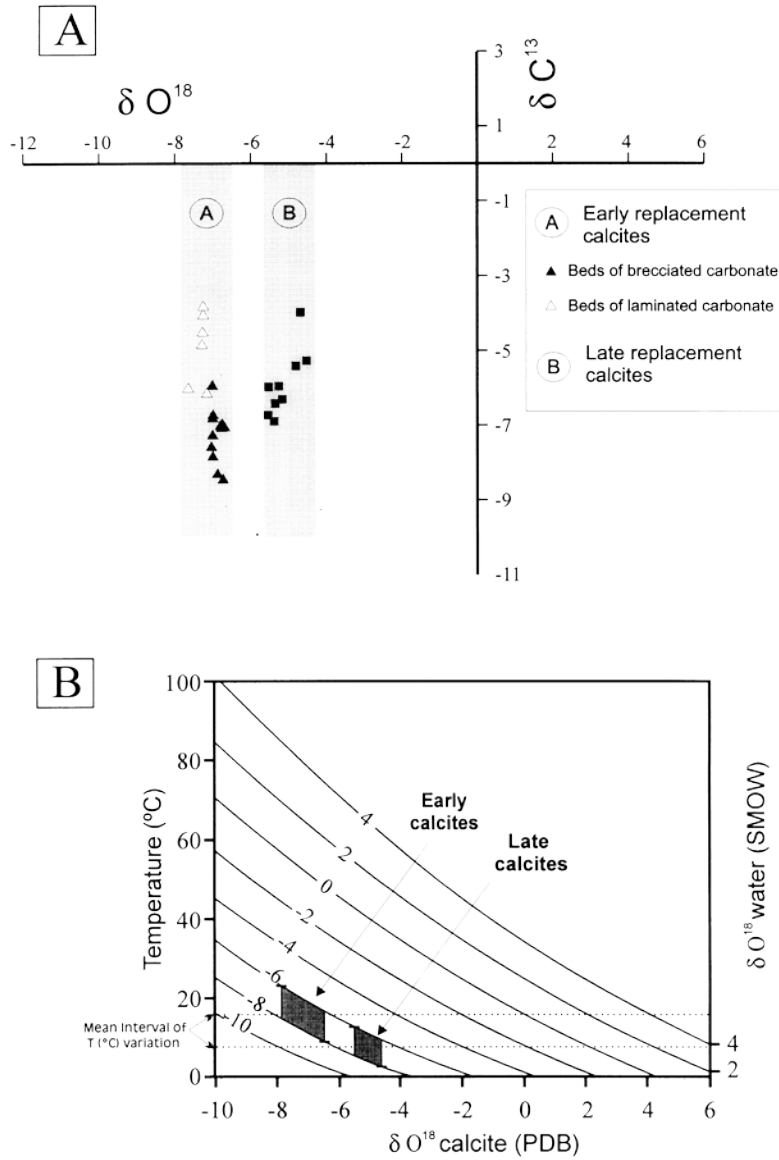 A
δ O18
δ C13
3
-12 -10 -8 -6 -4 -2 1 2 4 6
-1
-3
-5
-7
-9
-11
A
B
A Early replacement
calcites
Beds of brecciated carbonate
Beds of laminated carbonate
B Late replacement
calcites
B
100
80
60
40
20
0
Temperature (ºC)
Mean Interval of
T (ºC) variation
Early
calcites
Late
calcites
4
2
0
-2
-4
-6
-8
-10
4
2
δ O18 water (SMOW)
-10 -8 -6 -4 -2 0 2 4 6
δ O18 calcite (PDB)